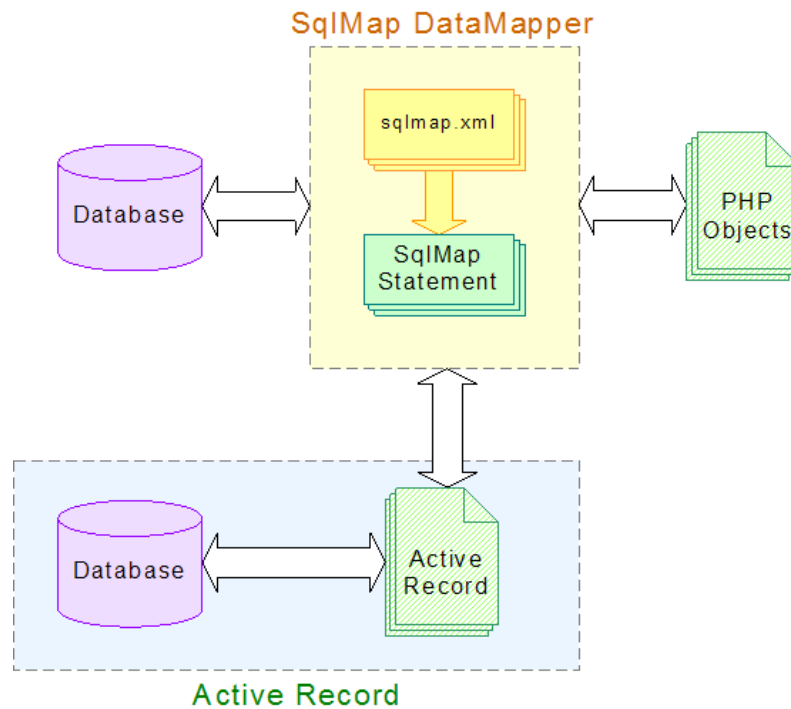 SqlMap DataMapper
sqlmap.xml
Database
PHP
Objects
SqlMap
Statement
Database
Active
Record
Active Record